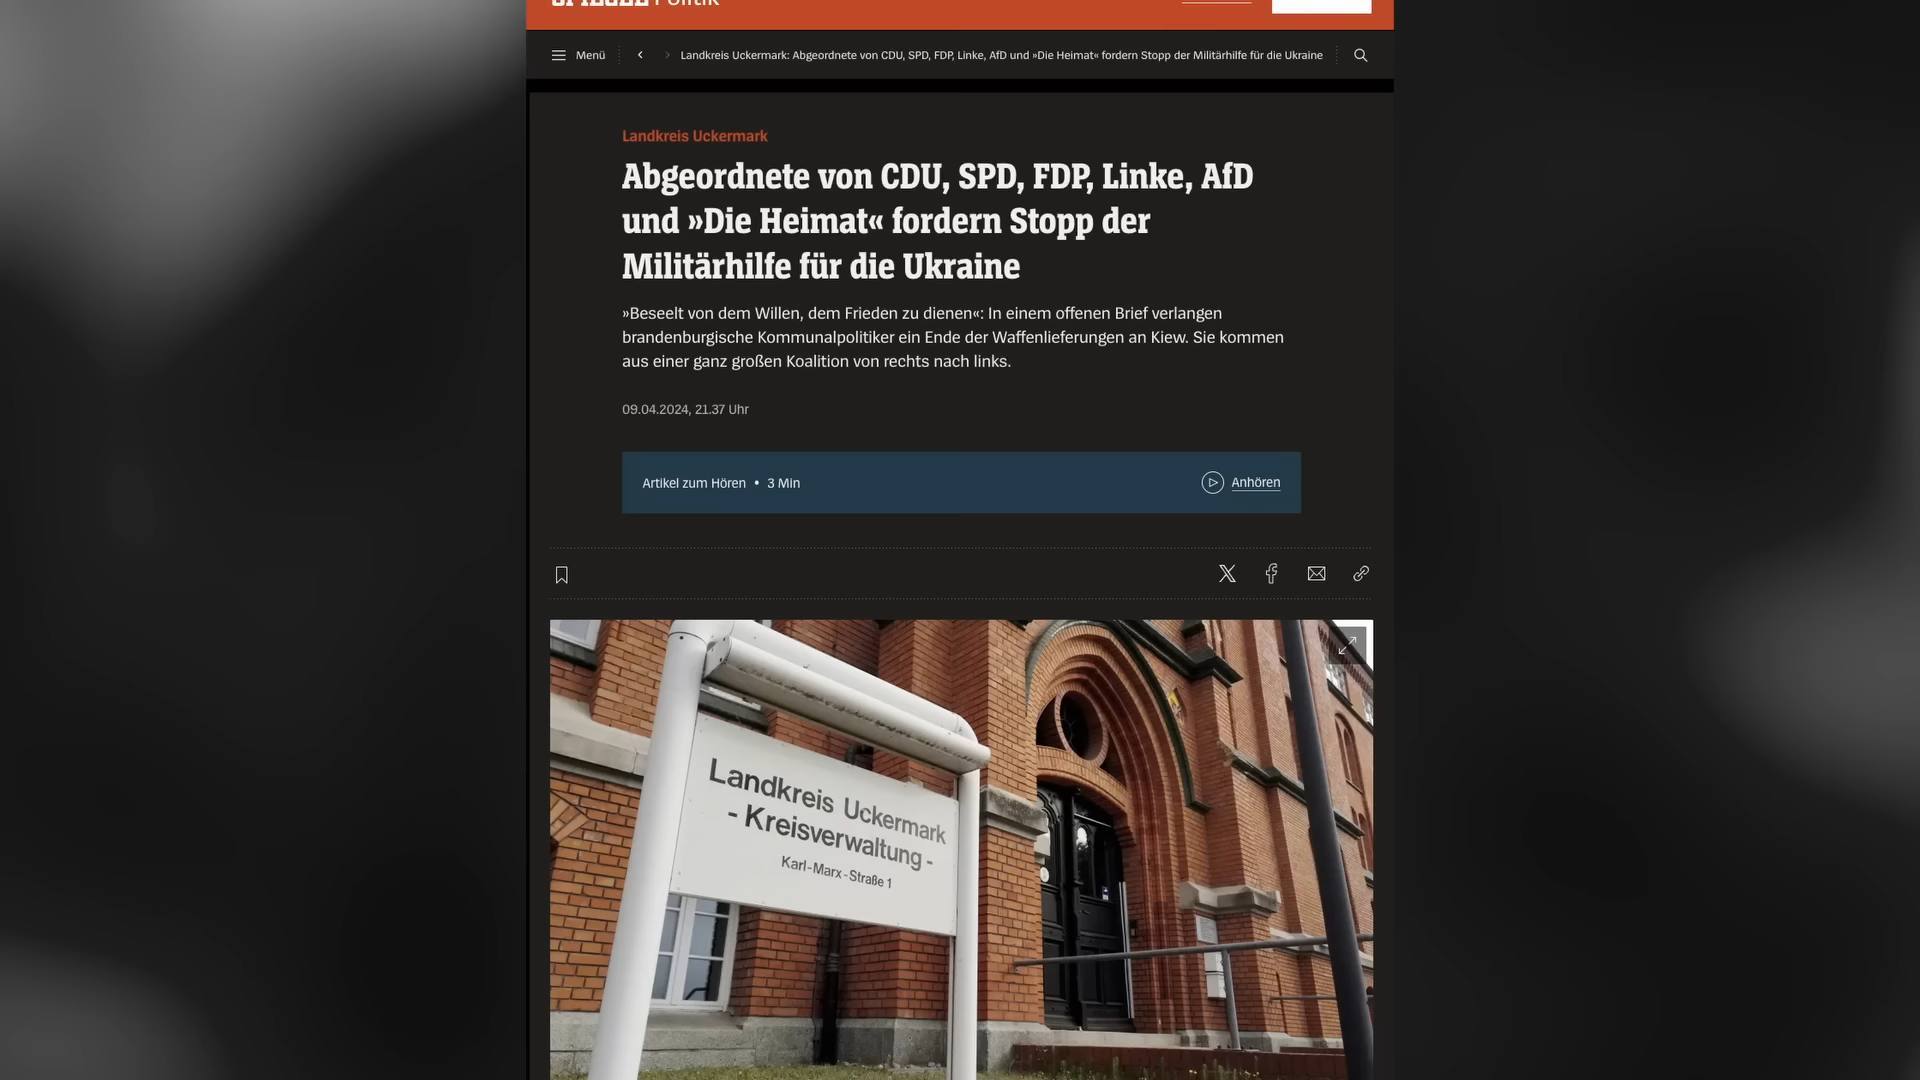 SPIEGEL Politik
Menü
Landkreis Uckermark: Abgeordnete von CDU, SPD, FDP, Linke, AfD und »Die Heimat« fordern Stopp der Militärhilfe für die Ukraine
Landkreis Uckermark
Abgeordnete von CDU, SPD, FDP, Linke, AfD
und »Die Heimat« fordern Stopp der
Militärhilfe für die Ukraine
»Beseelt von dem Willen, dem Frieden zu dienen«: In einem offenen Brief verlangen
brandenburgische Kommunalpolitiker ein Ende der Waffenlieferungen an Kiew. Sie kommen
aus einer ganz großen Koalition von rechts nach links.
09.04.2024, 21.37 Uhr
Artikel zum Hören • 3 Min
Anhören
Landkreis Uckermark
- Kreisverwaltung -
Karl-Marx-Straße 1